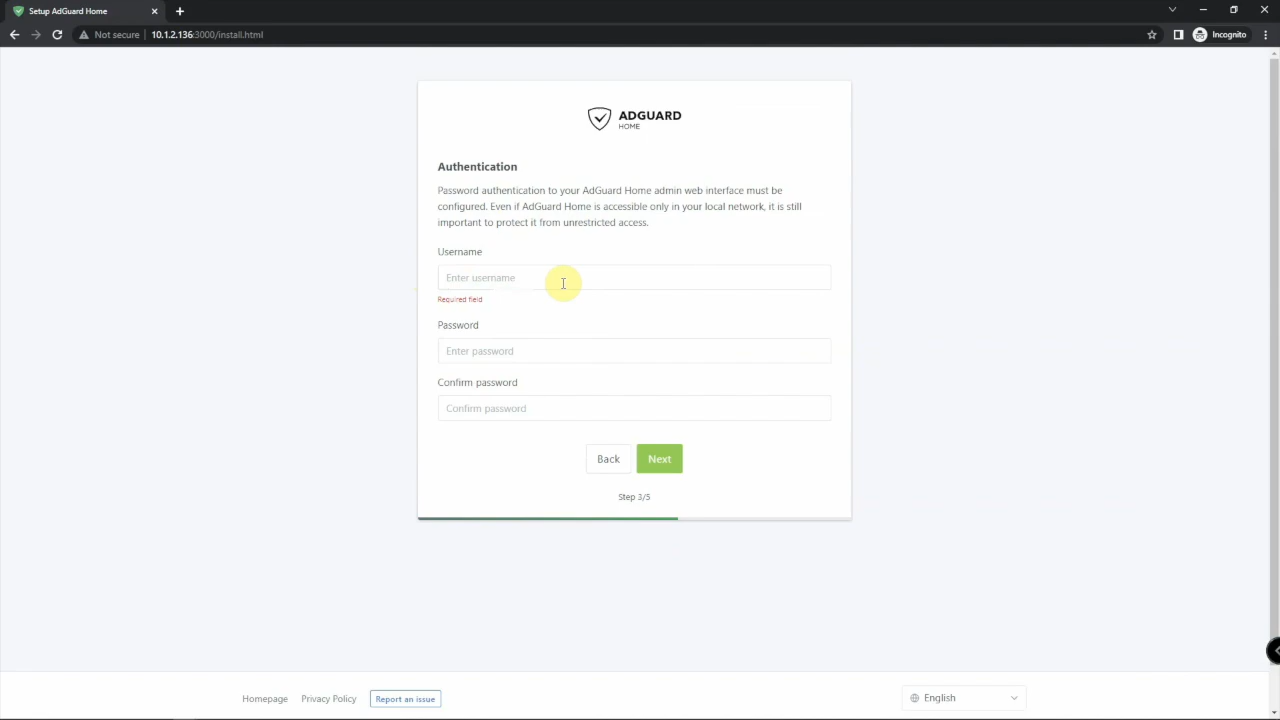 Setup AdGuard Home
Not secure
10.1.2.136:3000/install.html
Incognito
ADGUARD
HOME
Authentication
Password authentication to your AdGuard Home admin web interface must be
configured. Even if AdGuard Home is accessible only in your local network, it is still
important to protect it from unrestricted access.
Username
Enter username
Required field
Password
Enter password
Confirm password
Confirm password
Back Next
Step 3/5
Homepage Privacy Policy Report an issue English